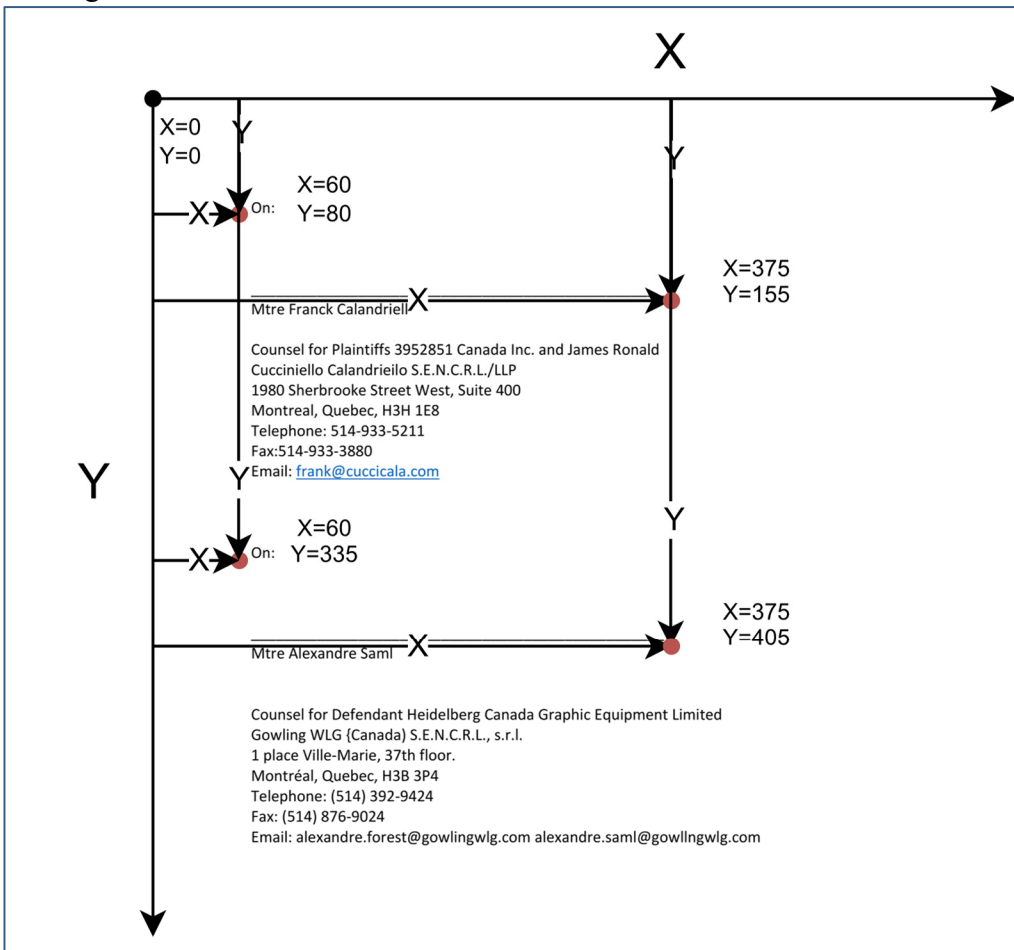 X
X=0
Y
Y=0
Y
X=60
X
On:
Y=80
X=375
Y=155
X
Mtre Franck Calandriell
Counsel for Plaintiffs 3952851 Canada Inc. and James Ronald
Cucciniello Calandrieilo S.E.N.C.R.L./LLP
1980 Sherbrooke Street West, Suite 400
Montreal, Quebec, H3H 1E8
Telephone: 514-933-5211
Fax:514-933-3880
Y
Y
Email: frank@cuccicala.com
Y
X=60
X
On:
Y=335
X=375
Y=405
X
Mtre Alexandre Saml
Counsel for Defendant Heidelberg Canada Graphic Equipment Limited
Gowling WLG {Canada) S.E.N.C.R.L., s.r.l.
1 place Ville-Marie, 37th floor.
Montréal, Quebec, H3B 3P4
Telephone: (514) 392-9424
Fax: (514) 876-9024
Email: alexandre.forest@gowlingwlg.com alexandre.saml@gowllngwlg.com